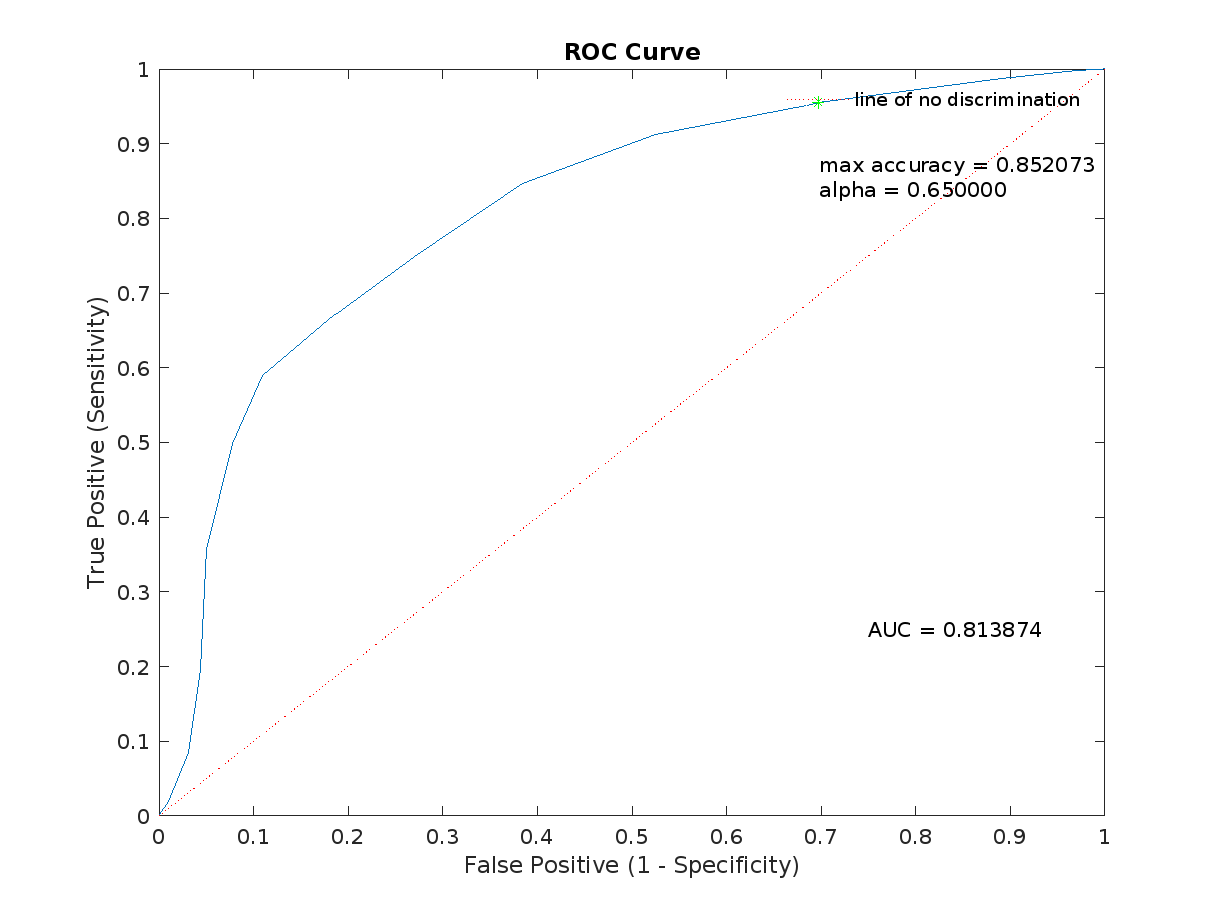 ROC Curve
1
0.9
0.8
0.7
0.6
0.5
0.4
0.3
0.2
0.1
0
True Positive (Sensitivity)
line of no discrimination
max accuracy = 0.852073
alpha = 0.650000
AUC = 0.813874
0 0.1 0.2 0.3 0.4 0.5 0.6 0.7 0.8 0.9 1
False Positive (1 - Specificity)